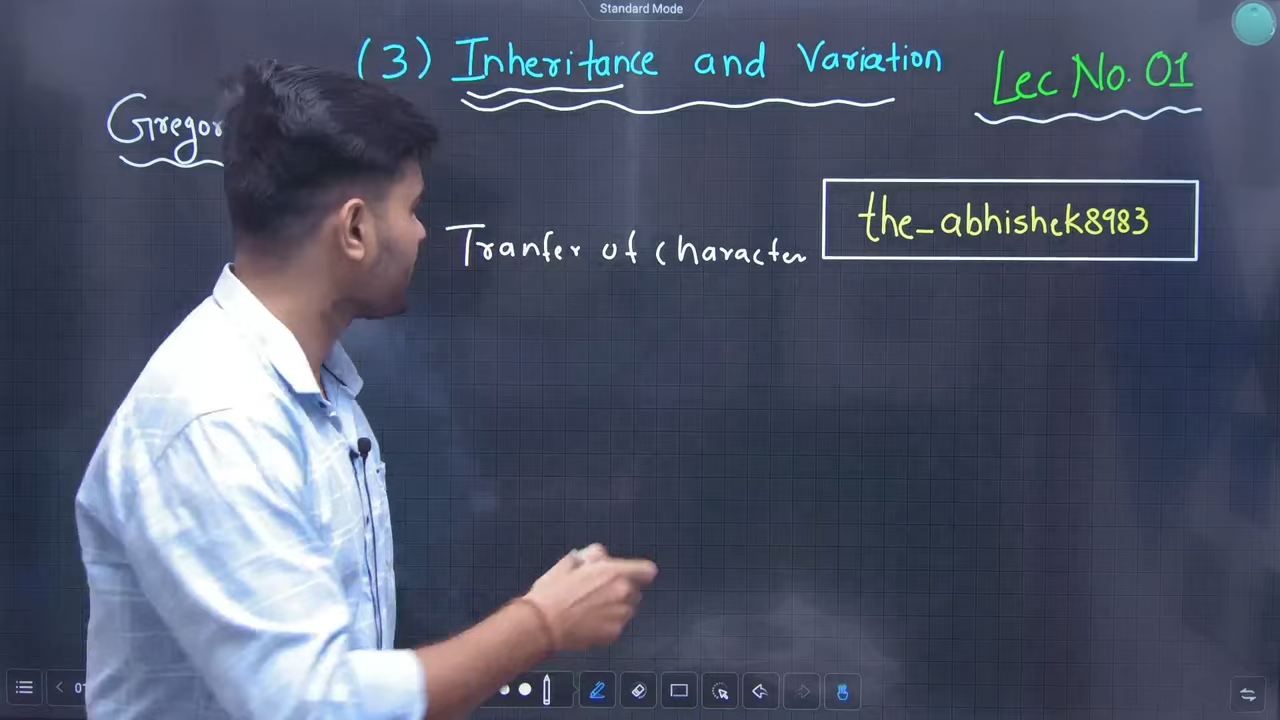 Standard Mode
(3) Inheritance and Variation
Lec No. 01
Gregor
the_abhishek8983
Tranfer of character